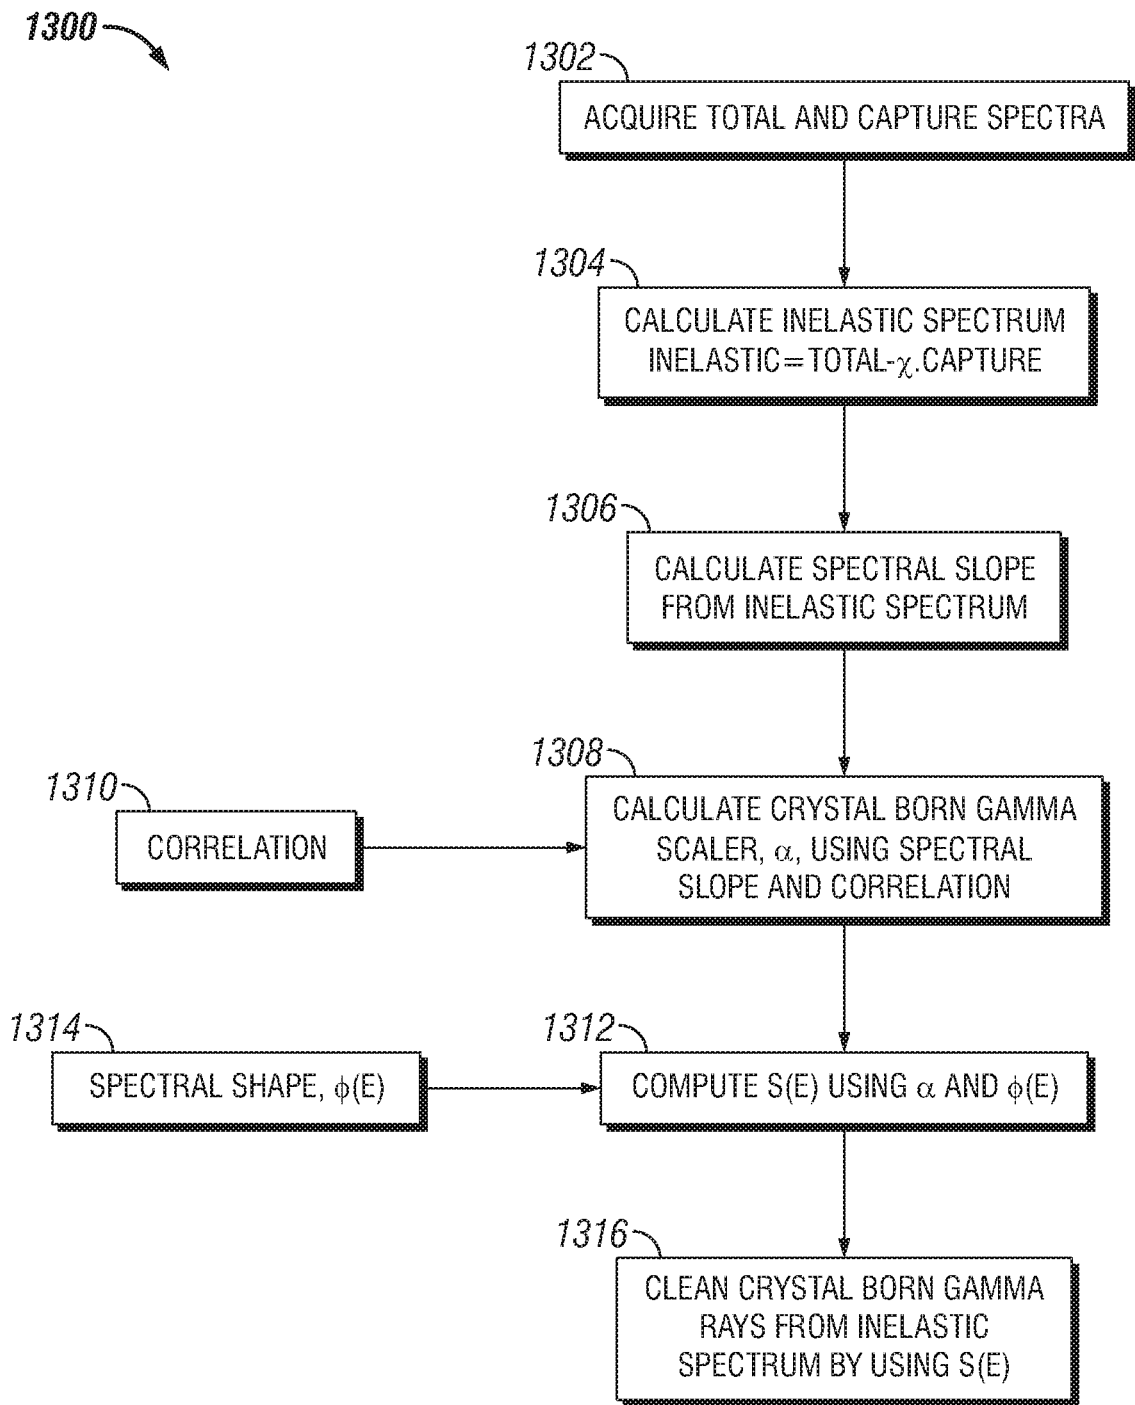 1300
1302
ACQUIRE TOTAL AND CAPTURE SPECTRA
1304
CALCULATE INELASTIC SPECTRUM
INELASTIC=TOTAL-χ.CAPTURE
1306
CALCULATE SPECTRAL SLOPE
FROM INELASTIC SPECTRUM
1308
CALCULATE CRYSTAL BORN GAMMA
SCALER, α, USING SPECTRAL
SLOPE AND CORRELATION
1310
CORRELATION
1312
COMPUTE S(E) USING α AND ϕ(E)
1314
SPECTRAL SHAPE, ϕ(E)
1316
CLEAN CRYSTAL BORN GAMMA
RAYS FROM INELASTIC
SPECTRUM BY USING S(E)